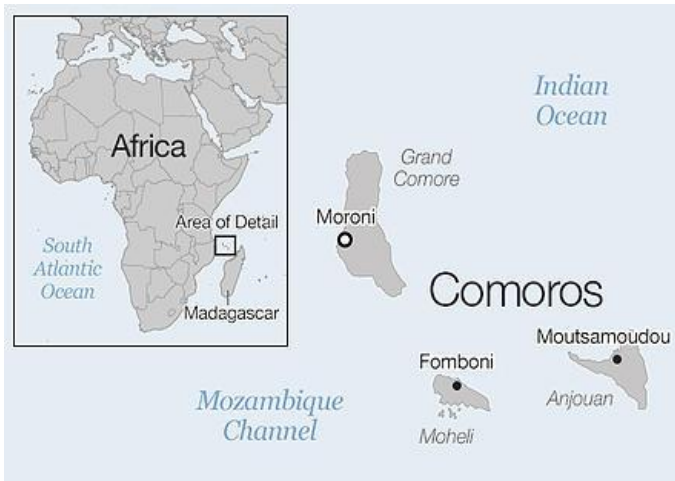 Africa
Area of Detail
South
Atlantic
Ocean
Madagascar
Indian
Ocean
Grand
Comore
Moroni
Comoros
Moutsamoudou
Fomboni
Anjouan
Mozambique
Channel
Moheli